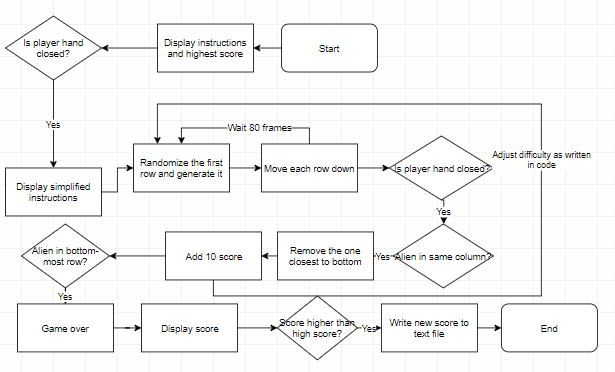 Is player hand
closed?
Display instructions
and highest score
Start
Yes
Wait 80 frames
Display simplified
instructions
Randomize the first
row and generate it
Move each row down
Is player hand closed?
Adjust difficulty as written
in code
Yes
Alien in bottom-
most row?
Add 10 score
Remove the one
closest to bottom
Yes
Alien in same column?
Yes
Game over
Display score
Score higher than
high score?
Yes
Write new score to
text file
End